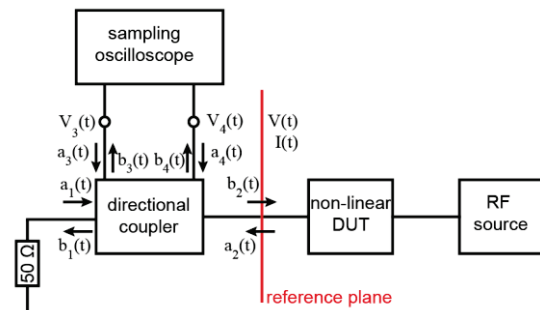 sampling
oscilloscope
V3(t)
V4(t)
V(t)
I(t)
a3(t)
b3(t)
b4(t)
a4(t)
a1(t)
b2(t)
directional
coupler
non-linear
DUT
RF
source
b1(t)
a2(t)
50 Ω
reference plane